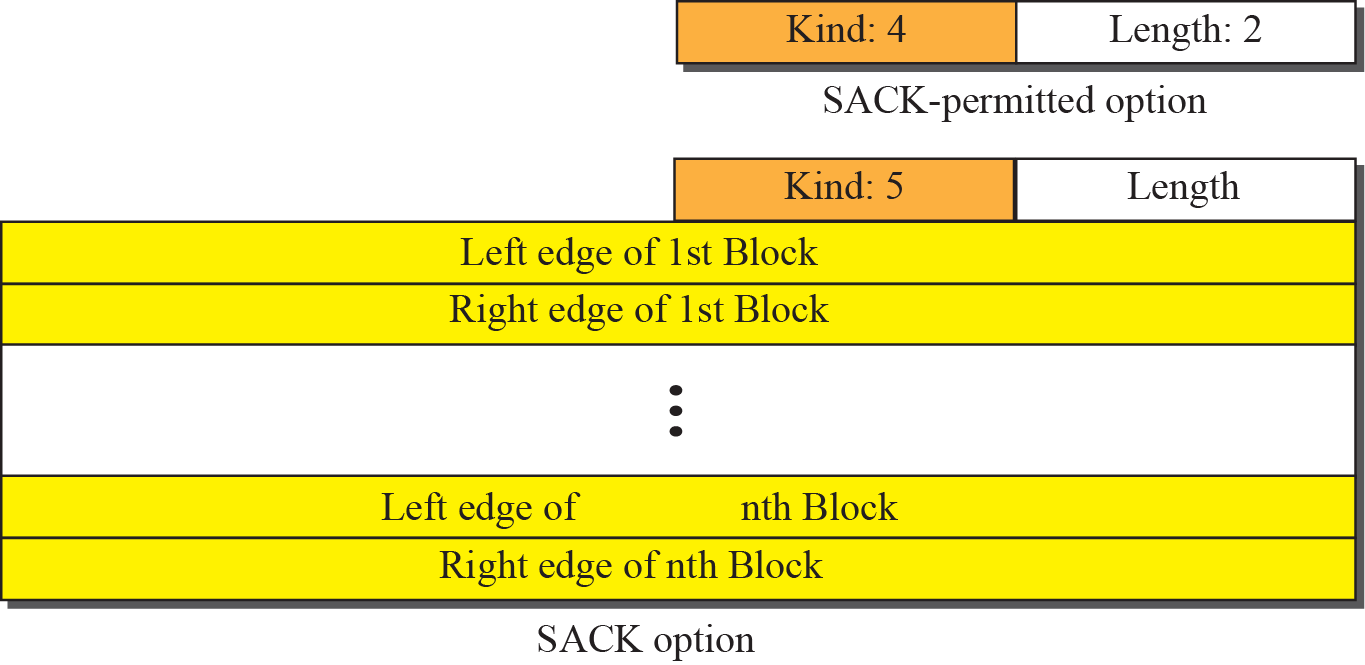 Kind: 4 Length: 2
SACK-permitted option
Kind: 5 Length
Left edge of 1st Block
Right edge of 1st Block
Left edge of nth Block
Right edge of nth Block
SACK option